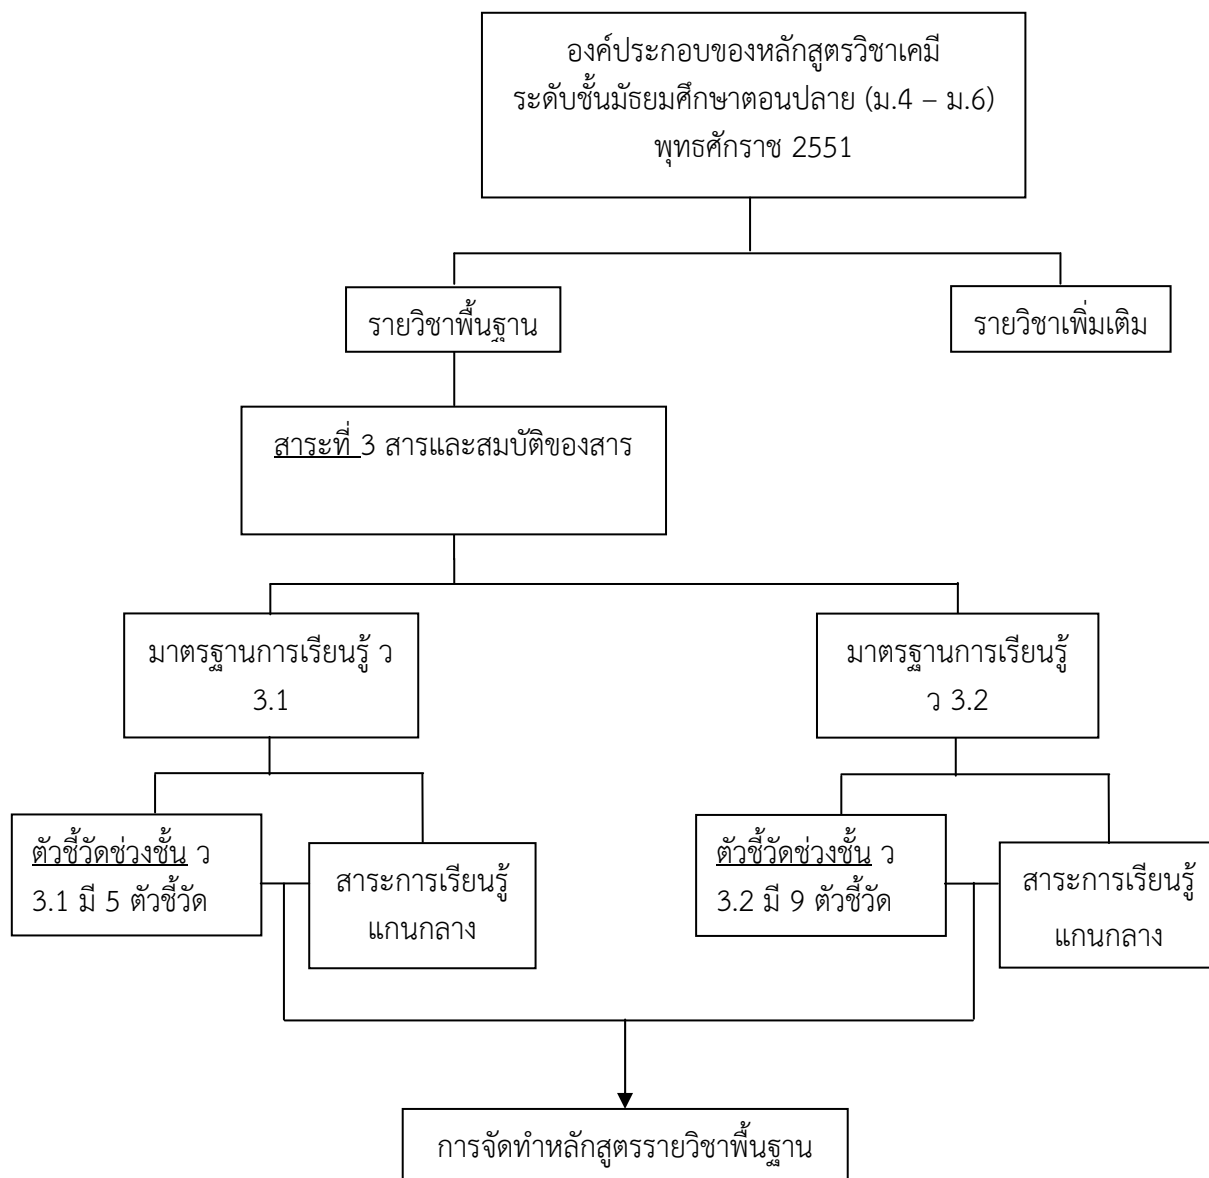 องค์ประกอบของหลักสูตรวิชาเคมี
ระดับชั้นมัธยมศึกษาตอนปลาย (ม.4 – ม.6)
พุทธศักราช 2551
รายวิชาพื้นฐาน
รายวิชาเพิ่มเติม
สาระที่ 3 สารและสมบัติของสาร
มาตรฐานการเรียนรู้ ว
3.1
มาตรฐานการเรียนรู้
ว 3.2
ตัวชี้วัดช่วงชั้น ว
3.1 มี 5 ตัวชี้วัด
สาระการเรียนรู้
แกนกลาง
ตัวชี้วัดช่วงชั้น ว
3.2 มี 9 ตัวชี้วัด
สาระการเรียนรู้
แกนกลาง
การจัดทำหลักสูตรรายวิชาพื้นฐาน